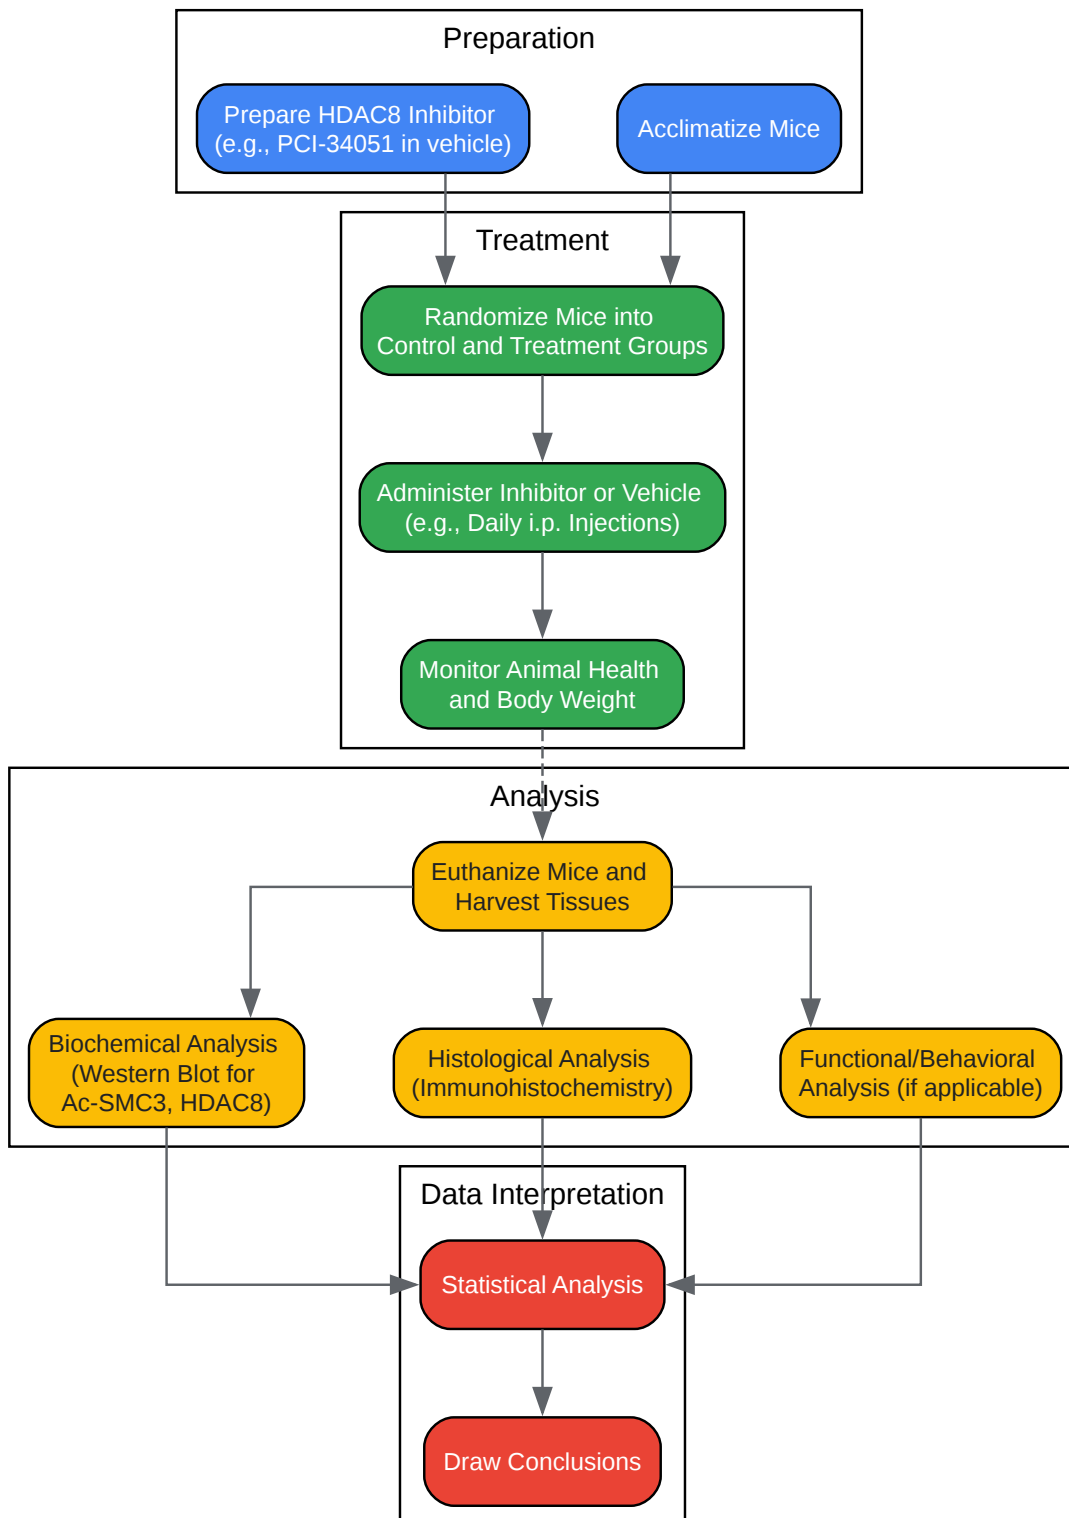 Preparation
Prepare HDAC8 Inhibitor
(e.g., PCI-34051 in vehicle)
Acclimatize Mice
Treatment
Randomize Mice into
Control and Treatment Groups
Administer Inhibitor or Vehicle
(e.g., Daily i.p. Injections)
Monitor Animal Health
and Body Weight
Analysis
Euthanize Mice and
Harvest Tissues
Biochemical Analysis
(Western Blot for
Ac-SMC3, HDAC8)
Histological Analysis
(Immunohistochemistry)
Functional/Behavioral
Analysis (if applicable)
Data Interpretation
Statistical Analysis
Draw Conclusions